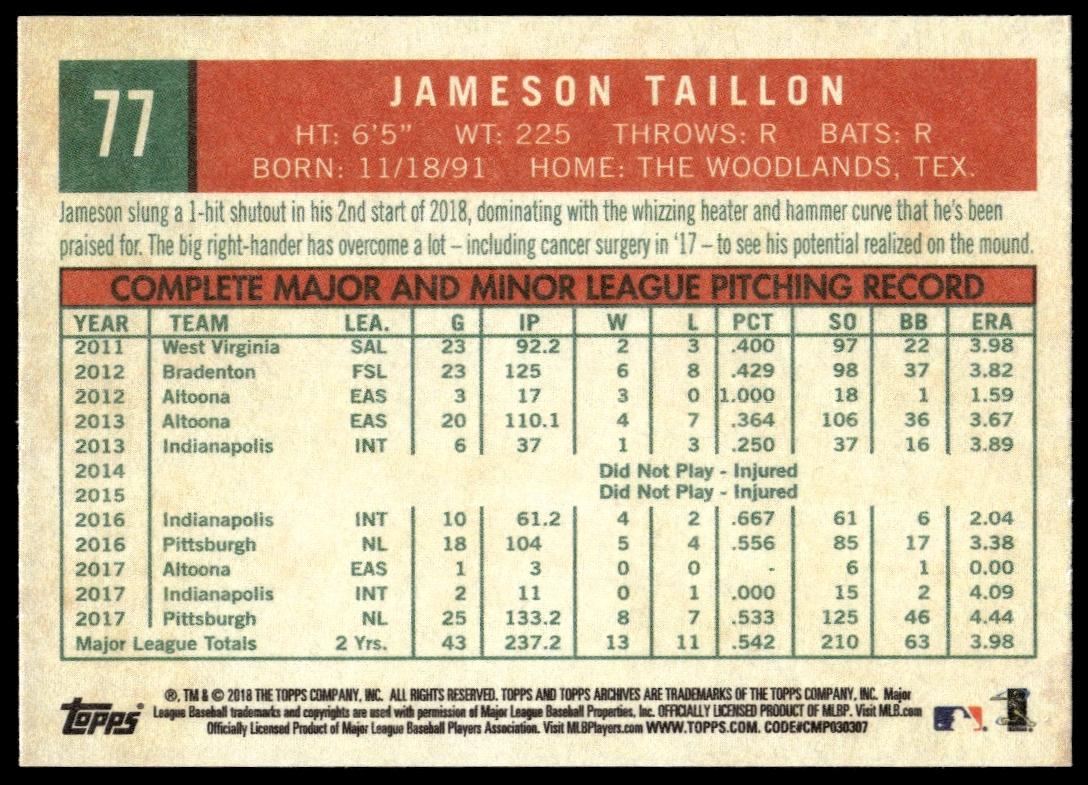 77
JAMESON TAILLON
HT: 6'5" WT: 225 THROWS: R BATS: R
BORN: 11/18/91 HOME: THE WOODLANDS, TEX.
Jameson slung a 1-hit shutout in his 2nd start of 2018, dominating with the whizzing heater and hammer curve that he's been
praised for. The big right-hander has overcome a lot – including cancer surgery in '17 – to see his potential realized on the mound.
COMPLETE MAJOR AND MINOR LEAGUE PITCHING RECORD
YEAR TEAM LEA. G IP W L PCT SO BB ERA
2011 West Virginia SAL 23 92.2 2 3 .400 97 22 3.98
2012 Bradenton FSL 23 125 6 8 .429 98 37 3.82
2012 Altoona EAS 3 17 3 0 1.000 18 1 1.59
2013 Altoona EAS 20 110.1 4 7 .364 106 36 3.67
2013 Indianapolis INT 6 37 1 3 .250 37 16 3.89
2014 Did Not Play - Injured
2015 Did Not Play - Injured
2016 Indianapolis INT 10 61.2 4 2 .667 61 6 2.04
2016 Pittsburgh NL 18 104 5 4 .556 85 17 3.38
2017 Altoona EAS 1 3 0 0 - 6 1 0.00
2017 Indianapolis INT 2 11 0 1 .000 15 2 4.09
2017 Pittsburgh NL 25 133.2 8 7 .533 125 46 4.44
Major League Totals 2 Yrs. 43 237.2 13 11 .542 210 63 3.98
Topps®
®, TM & © 2018 THE TOPPS COMPANY, INC. ALL RIGHTS RESERVED. TOPPS AND TOPPS ARCHIVES ARE TRADEMARKS OF THE TOPPS COMPANY, INC. Major
League Baseball trademarks and copyrights are used with permission of Major League Baseball Properties, Inc. OFFICIALLY LICENSED PRODUCT OF MLBP. Visit MLB.com
Officially Licensed Product of Major League Baseball Players Association. Visit MLBPlayers.com WWW.TOPPS.COM. CODE#CMP030307